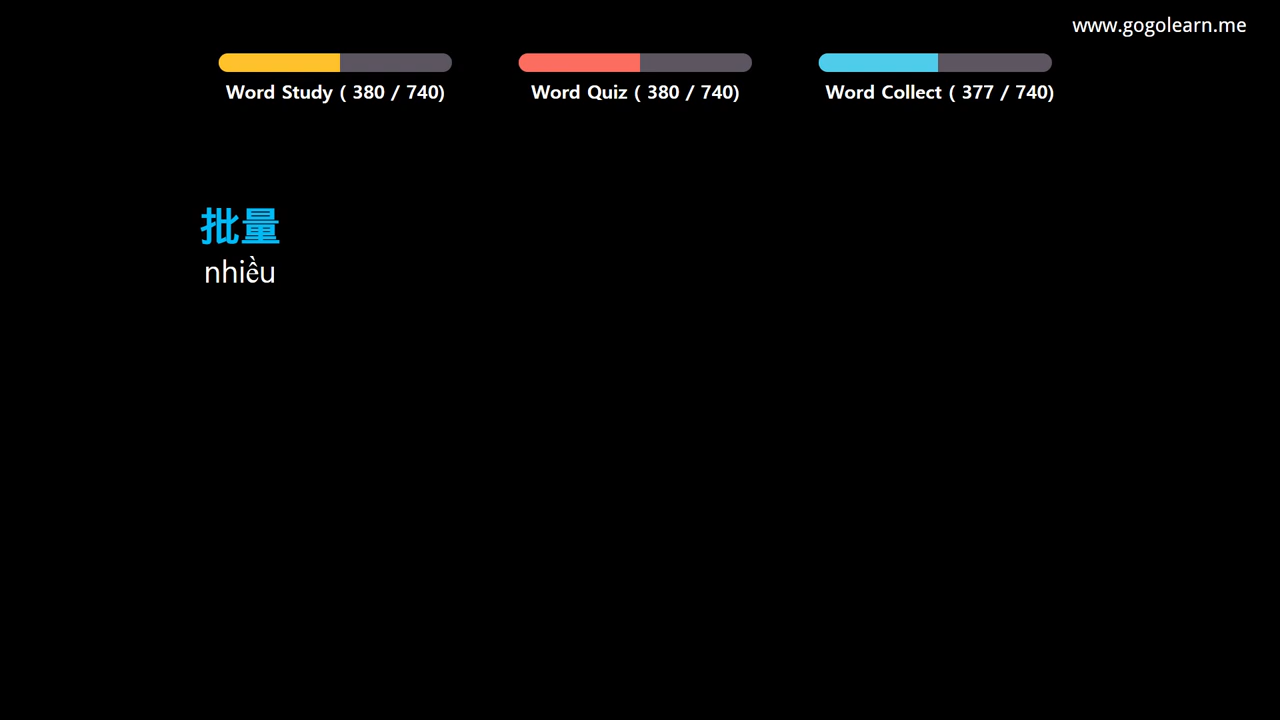 www.gogolearn.me
Word Study ( 380 / 740)
Word Quiz ( 380 / 740)
Word Collect ( 377 / 740)
批量
nhiều